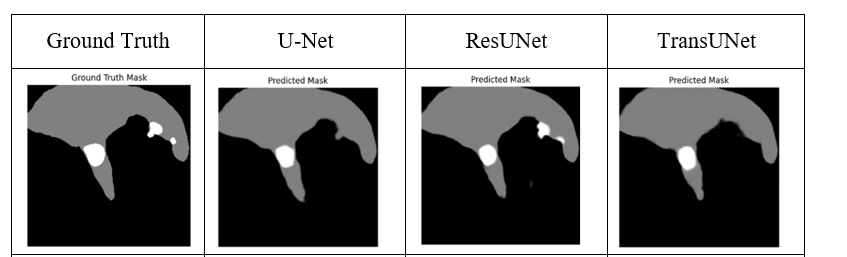 Ground Truth
U-Net
ResUNet
TransUNet
Ground Truth Mask
Predicted Mask
Predicted Mask
Predicted Mask